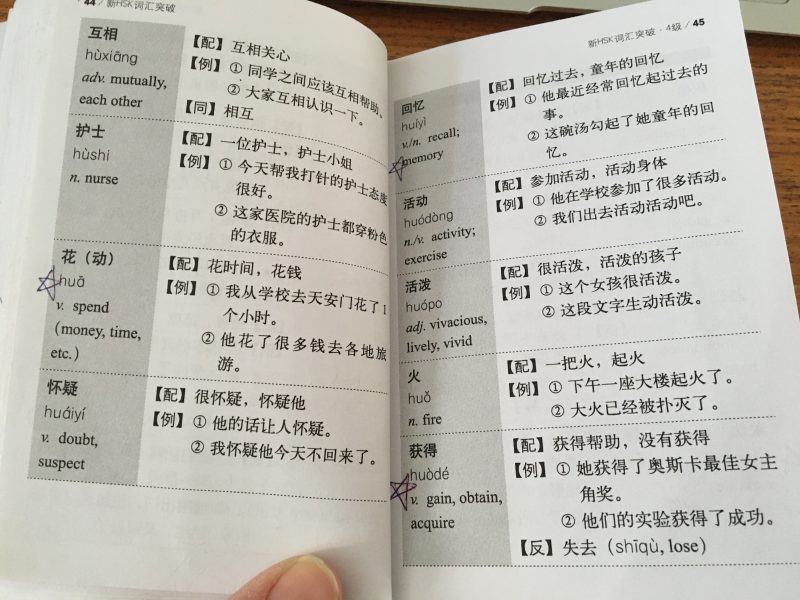 44 / 新HSK词汇突破
互相
hùxiāng
adv. mutually,
each other
【配】互相关心
【例】① 同学之间应该互相帮助。
② 大家互相认识一下。
【同】相互
护士
hùshi
n. nurse
【配】一位护士，护士小姐
【例】① 今天帮我打针的护士态度
很好。
② 这家医院的护士都穿粉色
的衣服。
花（动）
huā
v. spend
(money, time,
etc.)
【配】花时间，花钱
【例】① 我从学校去天安门花了1
个小时。
② 他花了很多钱去各地旅
游。
怀疑
huáiyí
v. doubt,
suspect
【配】很怀疑，怀疑他
【例】① 他的话让人怀疑。
② 我怀疑他今天不回来了。
新HSK词汇突破·4级 / 45
回忆
huíyì
v./n. recall;
memory
【配】回忆过去，童年的回忆
【例】① 他最近经常回忆起过去的
事。
② 这碗汤勾起了她童年的回
忆。
活动
huódòng
n./v. activity;
exercise
【配】参加活动，活动身体
【例】① 他在学校参加了很多活动。
② 我们出去活动活动吧。
活泼
huópo
adj. vivacious,
lively, vivid
【配】很活泼，活泼的孩子
【例】① 这个女孩很活泼。
② 这段文字生动活泼。
火
huǒ
n. fire
【配】一把火，起火
【例】① 下午一座大楼起火了。
② 大火已经被扑灭了。
获得
huòdé
v. gain, obtain,
acquire
【配】获得帮助，没有获得
【例】① 她获得了奥斯卡最佳女主
角奖。
② 他们的实验获得了成功。
【反】失去（shīqù, lose）